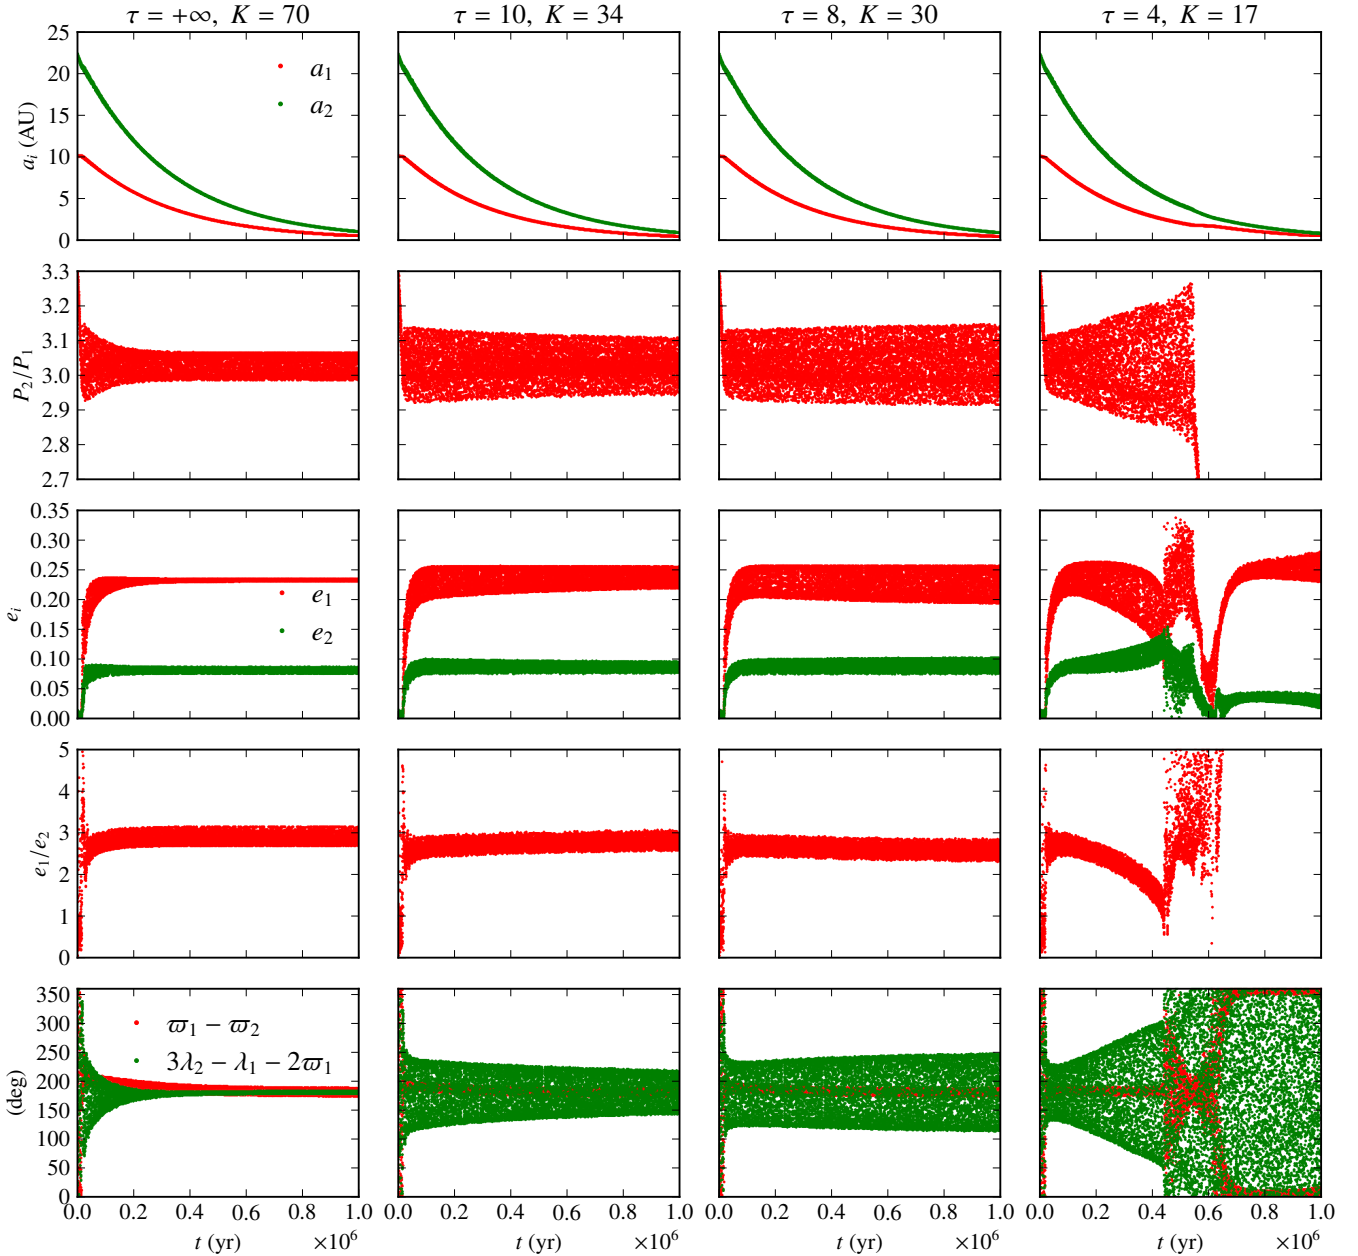 τ = +∞, K = 70
τ = 10, K = 34
τ = 8, K = 30
τ = 4, K = 17
25
20
15
10
5
0
a_i (AU)
a_1
a_2
3.3
3.2
3.1
3.0
2.9
2.8
2.7
P_2/P_1
0.35
0.30
0.25
0.20
0.15
0.10
0.05
0.00
e_i
e_1
e_2
5
4
3
2
1
0
e_1/e_2
350
300
250
200
150
100
50
0
(deg)
ϖ_1 − ϖ_2
3λ_2 − λ_1 − 2ϖ_1
0.0 0.2 0.4 0.6 0.8 1.0
t (yr) ×10^6
0.0 0.2 0.4 0.6 0.8 1.0
t (yr) ×10^6
0.0 0.2 0.4 0.6 0.8 1.0
t (yr) ×10^6
0.0 0.2 0.4 0.6 0.8 1.0
t (yr) ×10^6